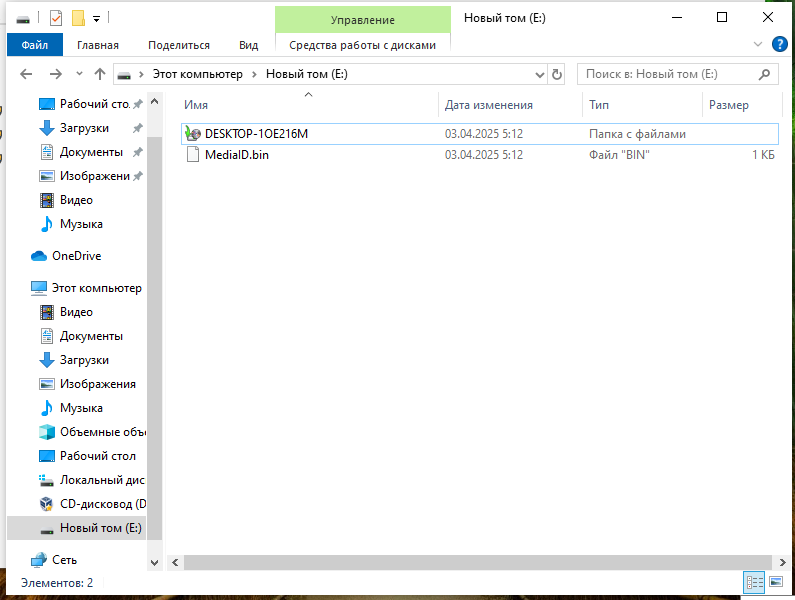 Управление
Новый том (E:)
Файл
Главная
Поделиться
Вид
Средства работы с дисками
Этот компьютер
Новый том (E:)
Поиск в: Новый том (E:)
Имя
Дата изменения
Тип
Размер
DESKTOP-1OE216M
03.04.2025 5:12
Папка с файлами
MediaID.bin
03.04.2025 5:12
Файл "BIN"
1 КБ
Рабочий сто.
Загрузки
Документы
Изображени
Видео
Музыка
OneDrive
Этот компьютер
Видео
Документы
Загрузки
Изображения
Музыка
Объемные объ
Рабочий стол
Локальный дис
CD-дисковод (D
Новый том (E:)
Сеть
Элементов: 2